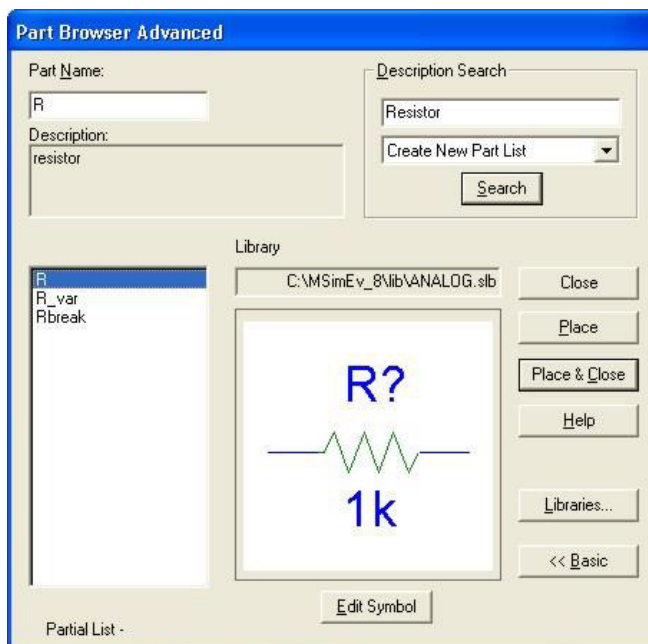 Part Browser Advanced
Part Name:
R
Description:
resistor
Description Search
Resistor
Create New Part List
Search
R
R_var
Rbreak
Library
C:\MSimEv_8\lib\ANALOG.slb
R?
1k
Close
Place
Place & Close
Help
Libraries...
<< Basic
Edit Symbol
Partial List -